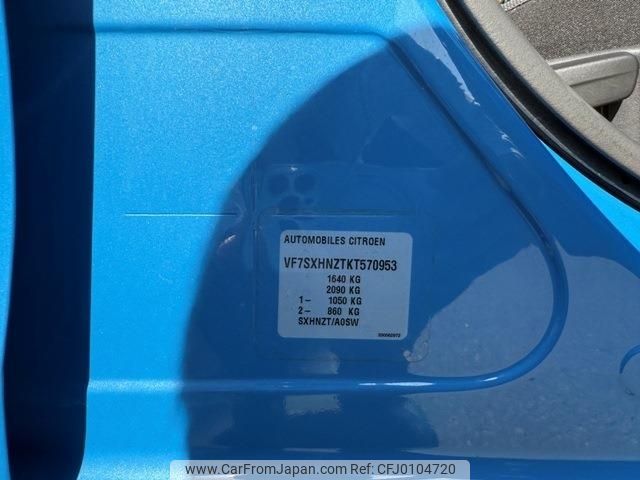 AUTOMOBILES CITROEN
VF7SXHNZTKT570953
1640 KG
2090 KG
1– 1050 KG
2– 860 KG
SXHNZT/A0SW
www.CarFromJapan.com | REF No.CFJ0104720